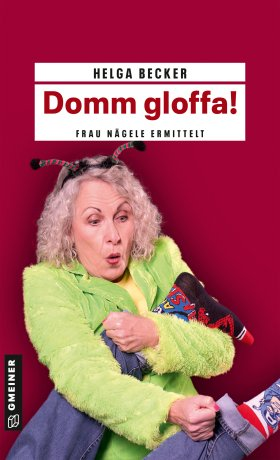 HELGA BECKER
Domm gloffa!
FRAU NÄGELE ERMITTELT
GMEINER